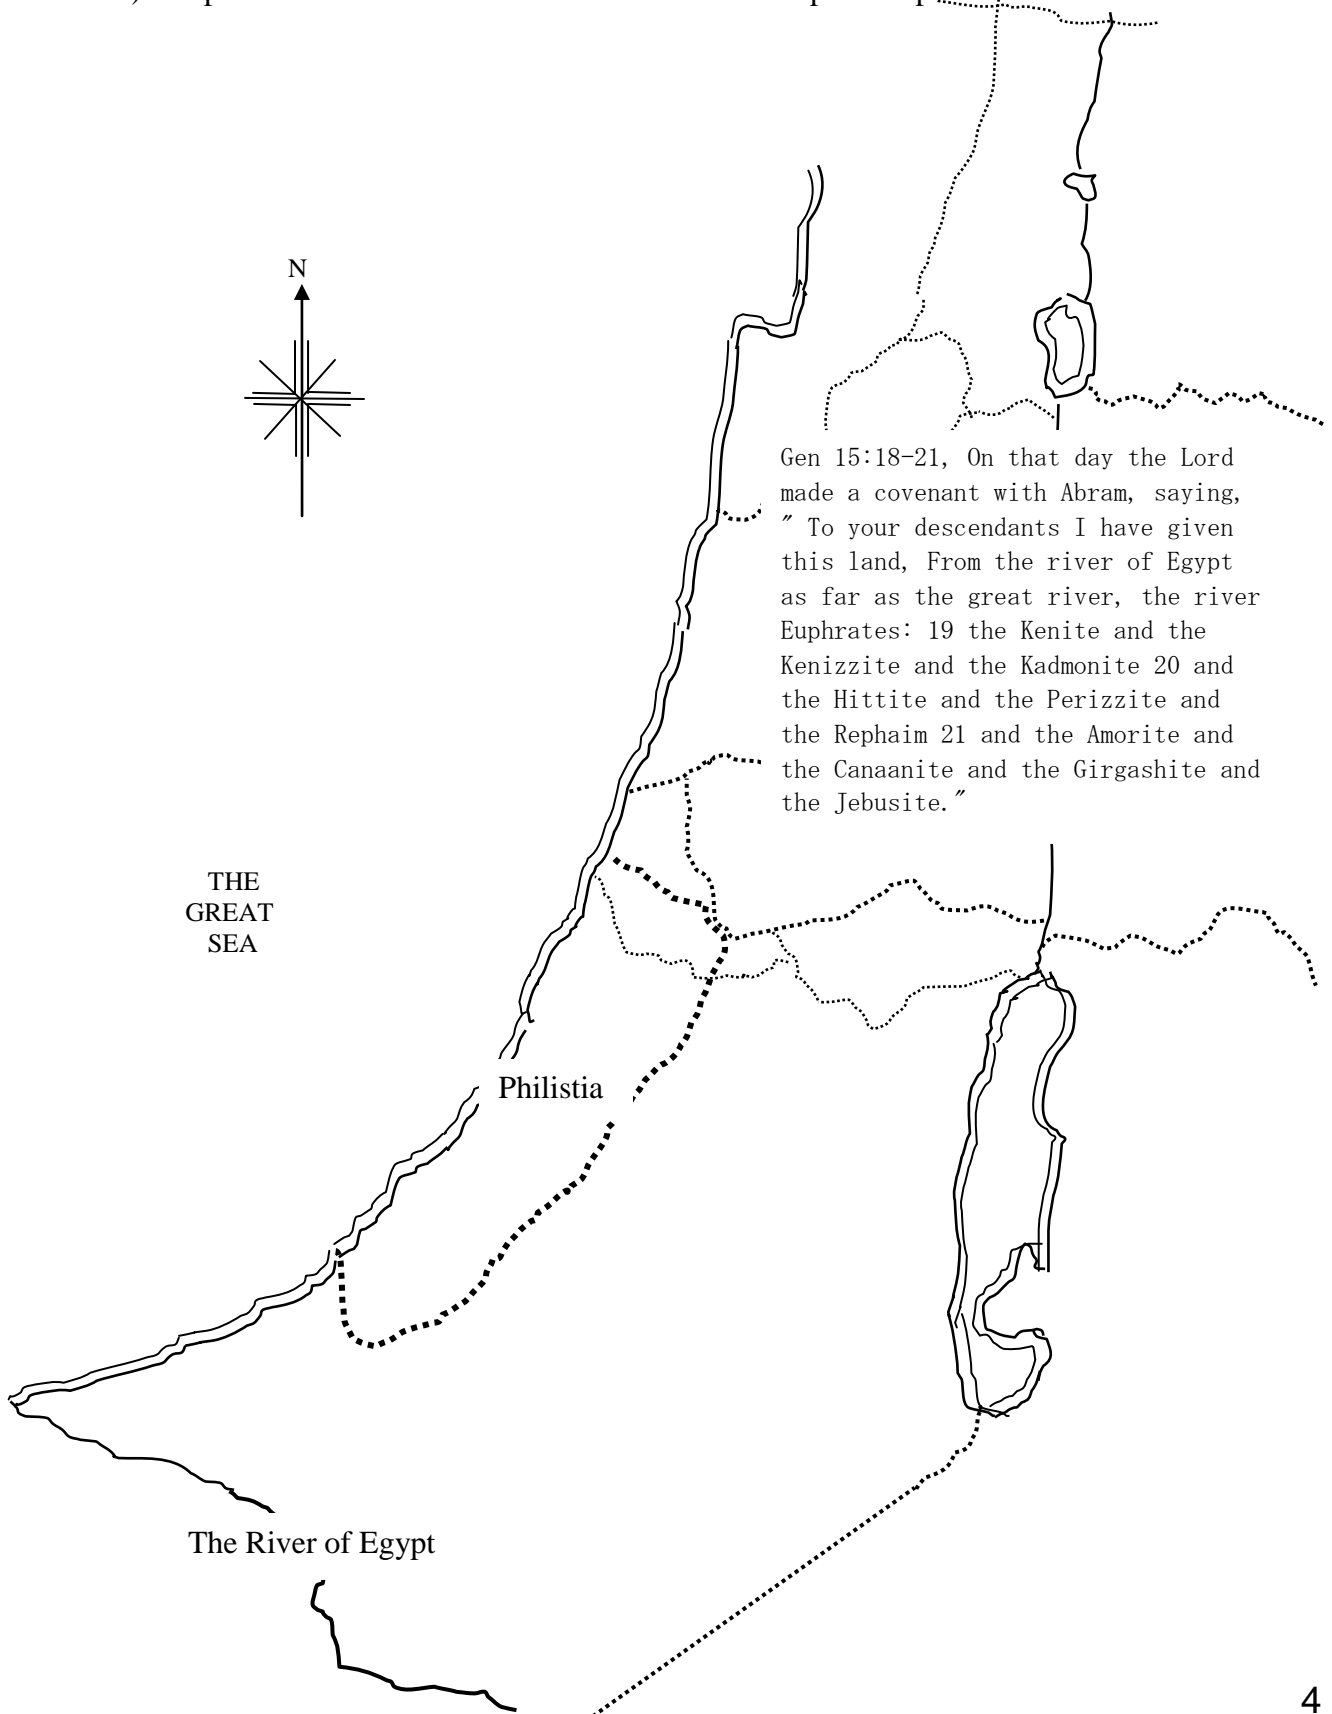 N
Gen 15:18-21, On that day the Lord
made a covenant with Abram, saying,
" To your descendants I have given
this land, From the river of Egypt
as far as the great river, the river
Euphrates: 19 the Kenite and the
Kenizzite and the Kadmonite 20 and
the Hittite and the Perizzite and
the Rephaim 21 and the Amorite and
the Canaanite and the Girgashite and
the Jebusite."
THE
GREAT
SEA
Philistia
The River of Egypt
4